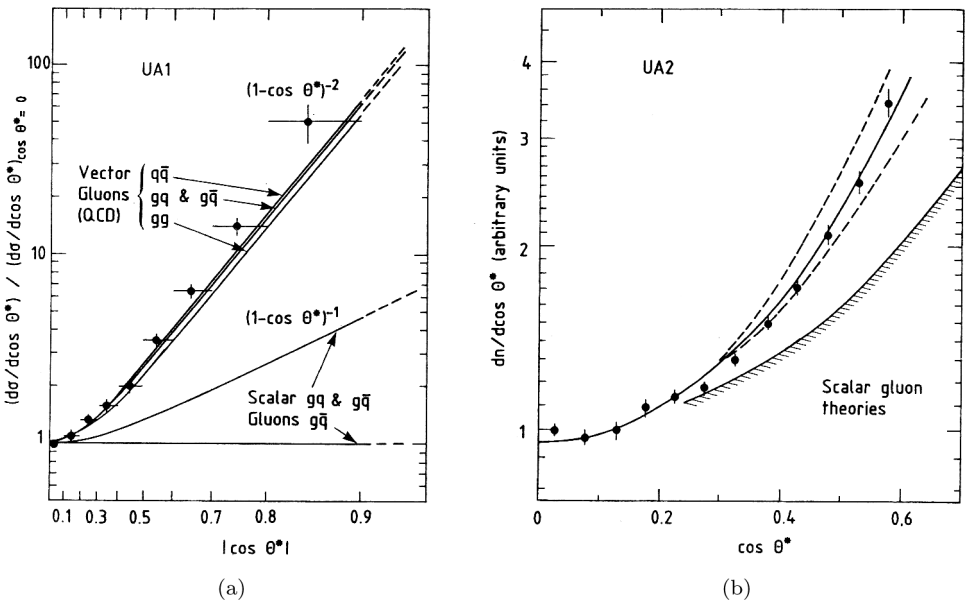 UA1
(1-cos θ*)⁻²
Vector
Gluons
(QCD)
qq̄
gq & gq̄
gg
(1-cos θ*)⁻¹
Scalar gq & gq̄
Gluons qq̄
(dσ/dcos θ*) / (dσ/dcos θ*)cos θ* = 0
100
10
1
0.1 0.3 0.5 0.7 0.8 0.9
|cos θ*|
(a)
UA2
Scalar gluon
theories
dn/dcos θ* (arbitrary units)
4
3
2
1
0 0.2 0.4 0,6
cos θ*
(b)